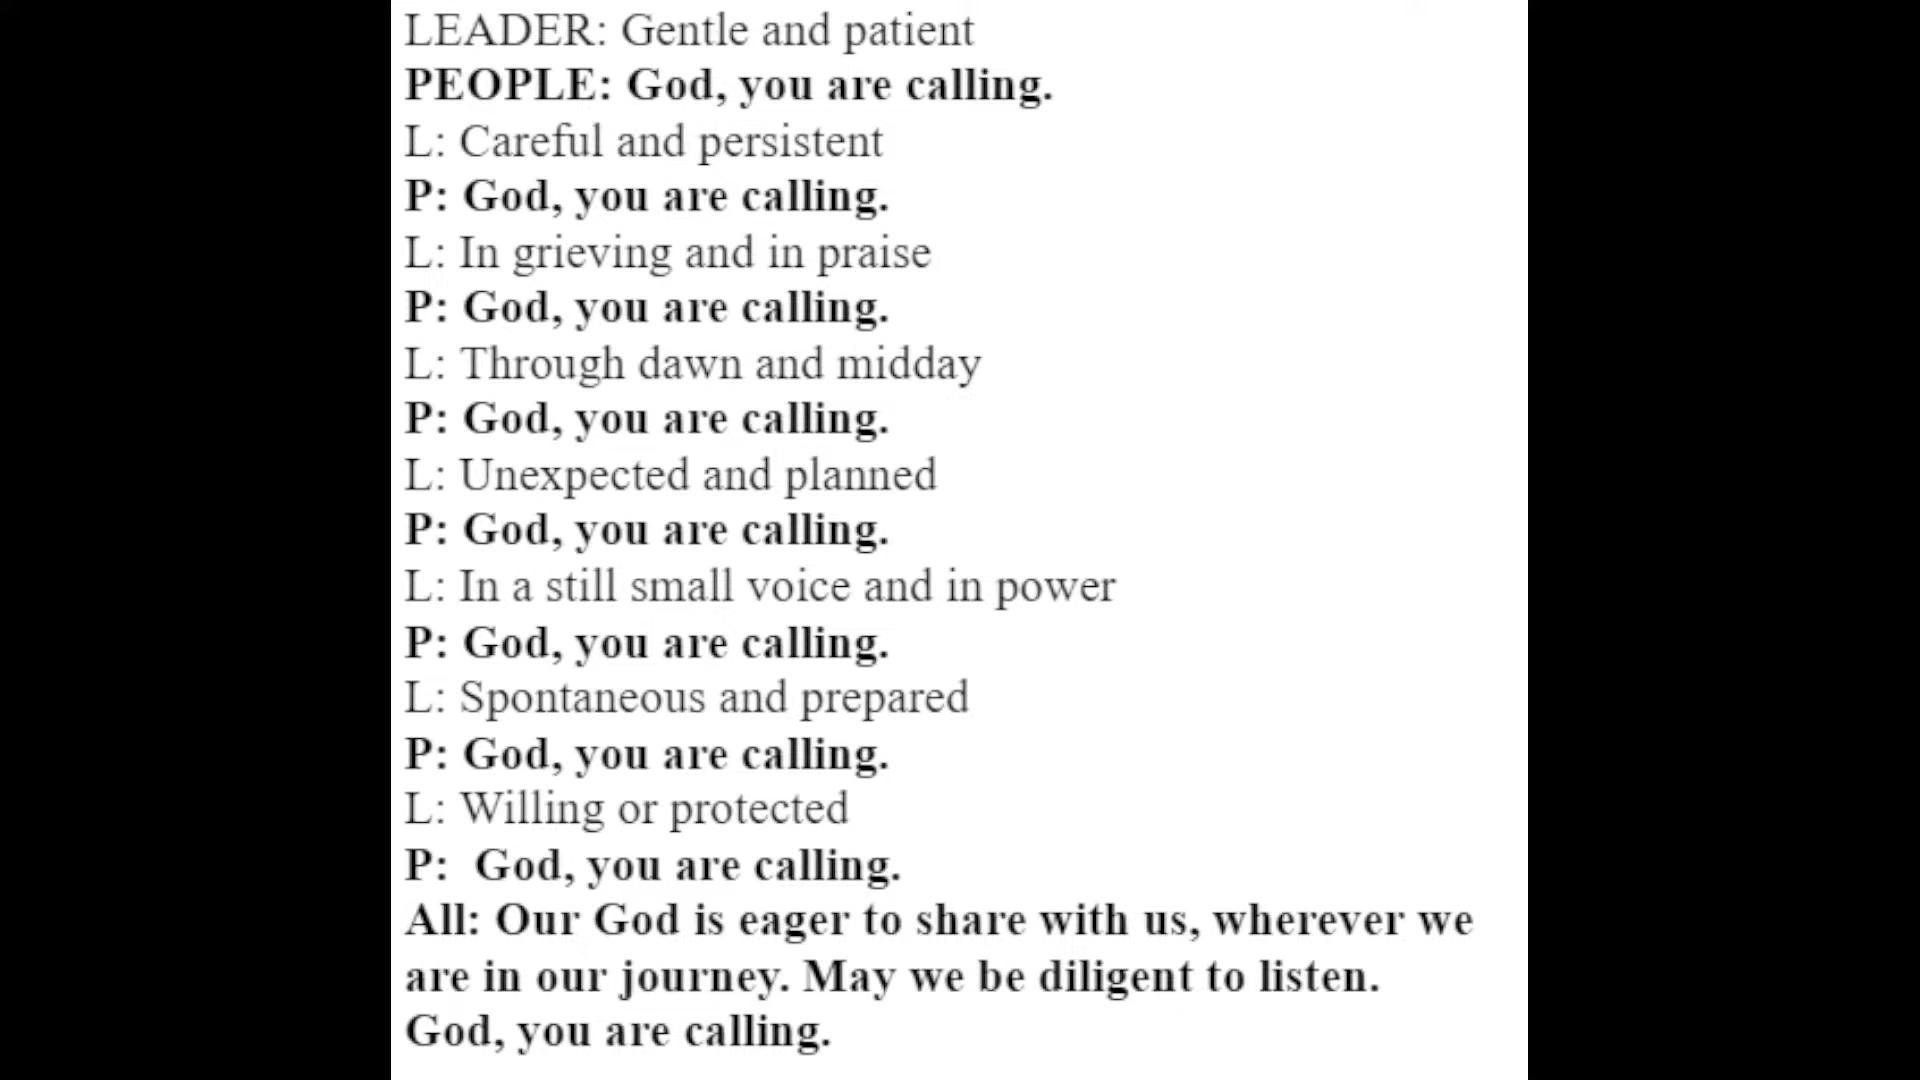 LEADER: Gentle and patient
PEOPLE: God, you are calling.
L: Careful and persistent
P: God, you are calling.
L: In grieving and in praise
P: God, you are calling.
L: Through dawn and midday
P: God, you are calling.
L: Unexpected and planned
P: God, you are calling.
L: In a still small voice and in power
P: God, you are calling.
L: Spontaneous and prepared
P: God, you are calling.
L: Willing or protected
P:  God, you are calling.
All: Our God is eager to share with us, wherever we
are in our journey. May we be diligent to listen.
God, you are calling.